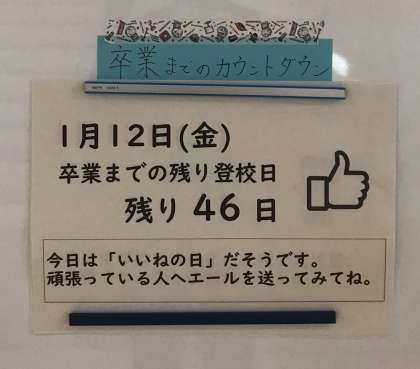 卒業までのカウントダウン
1月12日(金)
卒業までの残り登校日
残り 46 日
今日は「いいねの日」だそうです。
頑張っている人へエールを送ってみてね。